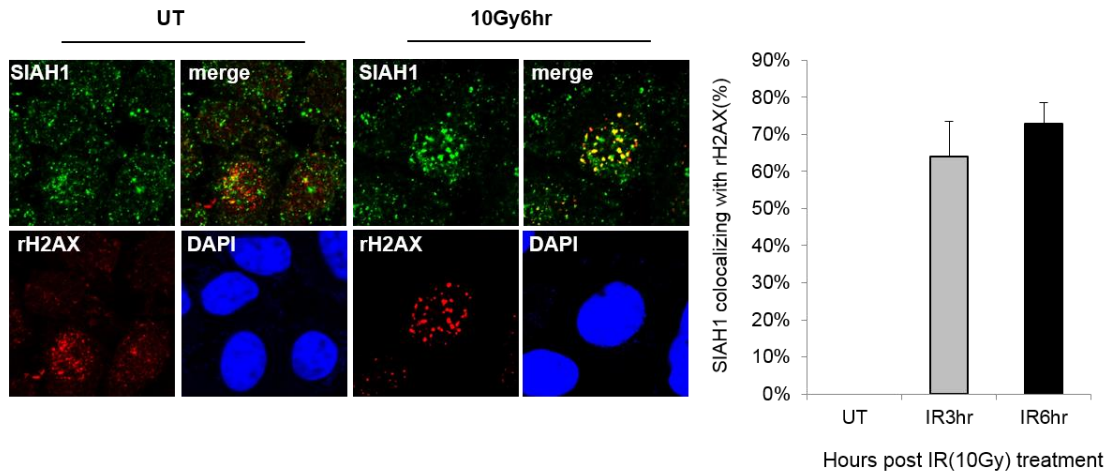 UT
10Gy6hr
SIAH1
merge
SIAH1
merge
rH2AX
DAPI
rH2AX
DAPI
SIAH1 colocalizing with rH2AX(%)
90%
80%
70%
60%
50%
40%
30%
20%
10%
0%
UT
IR3hr
IR6hr
Hours post IR(10Gy) treatment